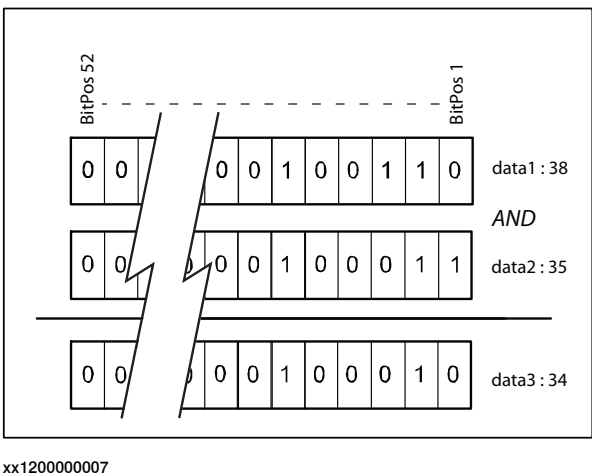 BitPos 52
BitPos 1
0 0 0 0 1 0 0 1 1 0 data1 : 38
AND
0 0 0 0 0 1 0 0 0 1 1 data2 : 35
0 0 0 0 0 1 0 0 0 1 0 data3 : 34
xx1200000007